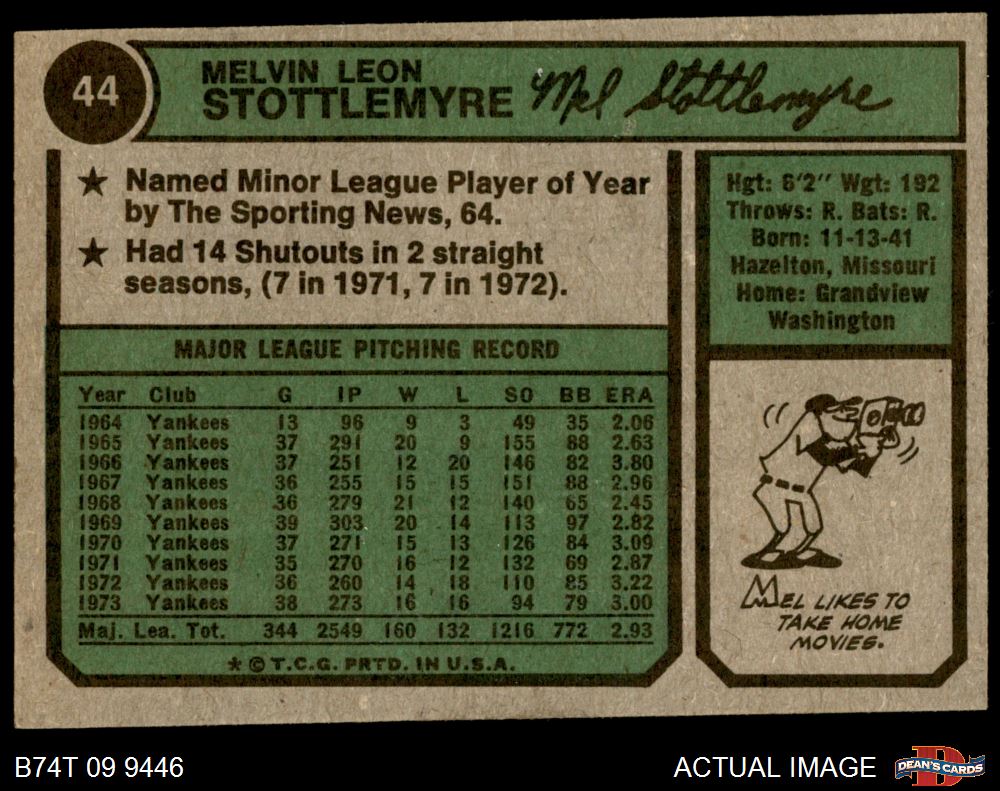 44
MELVIN LEON
STOTTLEMYRE Mel Stottlemyre
★ Named Minor League Player of Year
by The Sporting News, 64.
★ Had 14 Shutouts in 2 straight
seasons, (7 in 1971, 7 in 1972).
Hgt: 6'2" Wgt: 192
Throws: R. Bats: R.
Born: 11-13-41
Hazelton, Missouri
Home: Grandview
Washington
MAJOR LEAGUE PITCHING RECORD
Year Club G IP W L SO BB ERA
1964 Yankees 13 96 9 3 49 35 2.06
1965 Yankees 37 291 20 9 155 88 2.63
1966 Yankees 37 251 12 20 146 82 3.80
1967 Yankees 36 255 15 15 151 88 2.96
1968 Yankees 36 279 21 12 140 65 2.45
1969 Yankees 39 303 20 14 113 97 2.82
1970 Yankees 37 271 15 13 126 84 3.09
1971 Yankees 35 270 16 12 132 69 2.87
1972 Yankees 36 260 14 18 110 85 3.22
1973 Yankees 38 273 16 16 94 79 3.00
Maj. Lea. Tot. 344 2549 160 132 1216 772 2.93
★ © T.C.G. PRTD. IN U.S.A.
MEL LIKES TO
TAKE HOME
MOVIES.
B74T 09 9446
ACTUAL IMAGE
DEAN'S CARDS